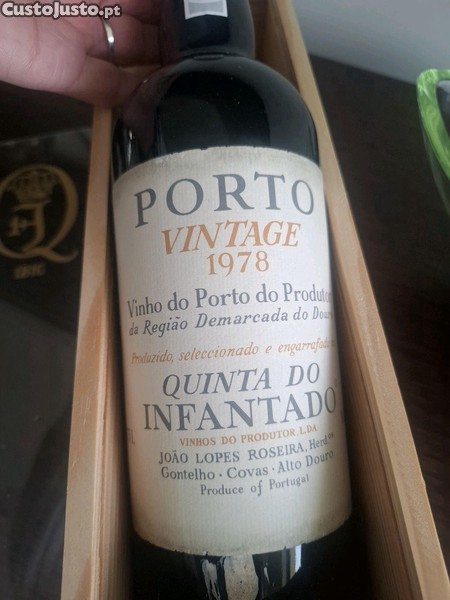 CustoJusto.pt
PORTO
VINTAGE
1978
Vinho do Porto do Produtor
da Região Demarcada do Douro
Produzido, seleccionado e engarrafado
QUINTA DO
INFANTADO
VINHOS DO PRODUTOR, L.DA
JOÃO LOPES ROSEIRA, Herd.os
Gontelho · Covas · Alto Douro
Produce of Portugal